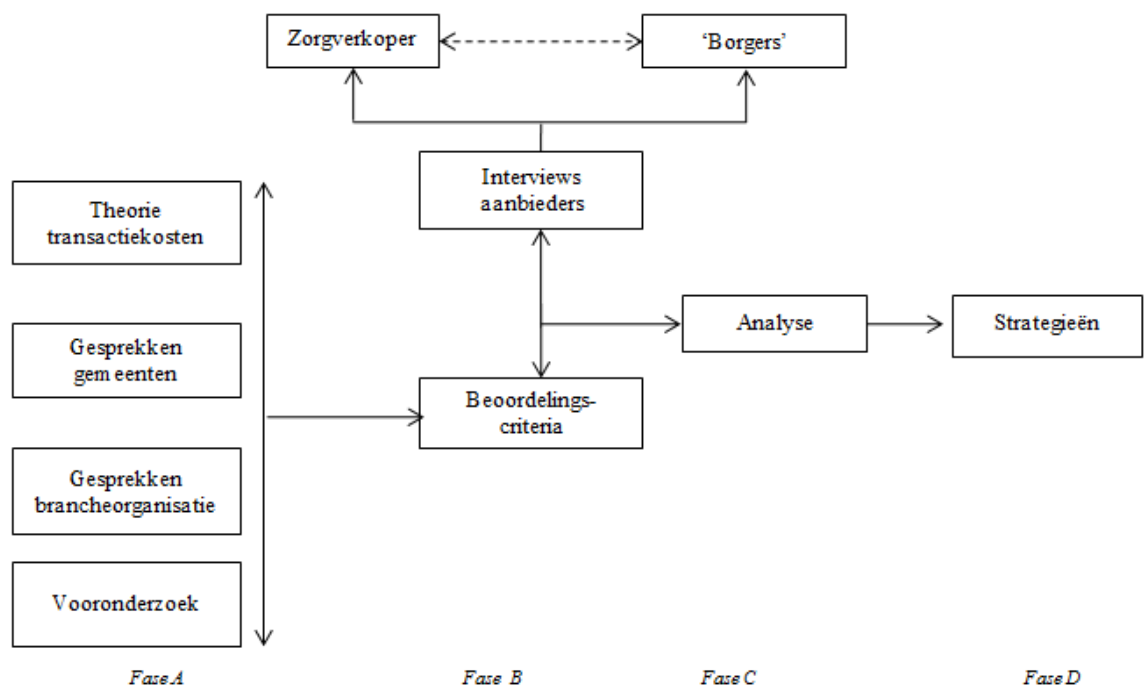 Zorgverkoper
‘Borgers’
Interviews
aanbieders
Theorie
transactiekosten
Gesprekken
gemeenten
Analyse
Strategieën
Beoordelings-
criteria
Gesprekken
brancheorganisatie
Vooronderzoek
Fase A
Fase B
Fase C
Fase D